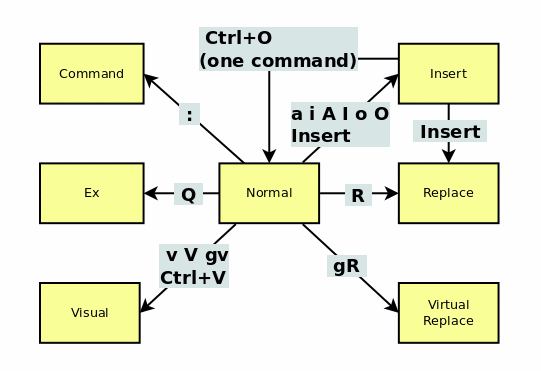 Ctrl+O
(one command)
Command
Insert
:
a i A I o O
Insert
Insert
Ex
Q
Normal
R
Replace
v V gv
Ctrl+V
gR
Visual
Virtual
Replace